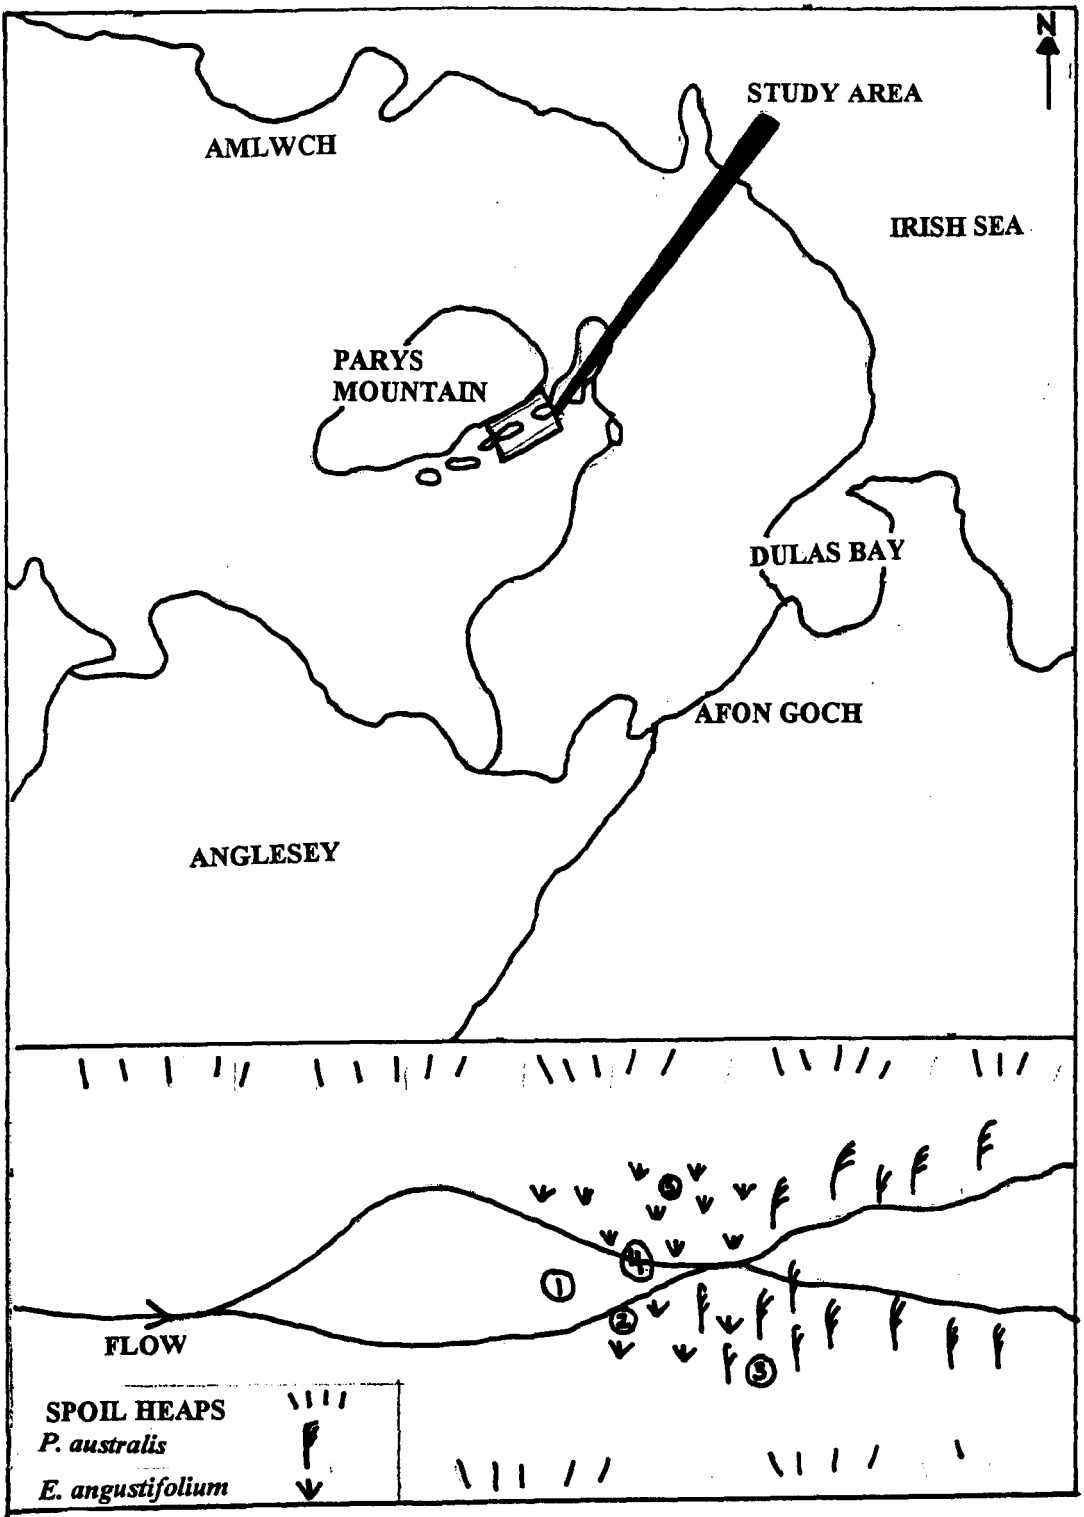 N
STUDY AREA
AMLWCH
IRISH SEA
PARYS
MOUNTAIN
DULAS BAY
AFON GOCH
ANGLESEY
5
4
1
2
3
FLOW
SPOIL HEAPS
P. australis
E. angustifolium